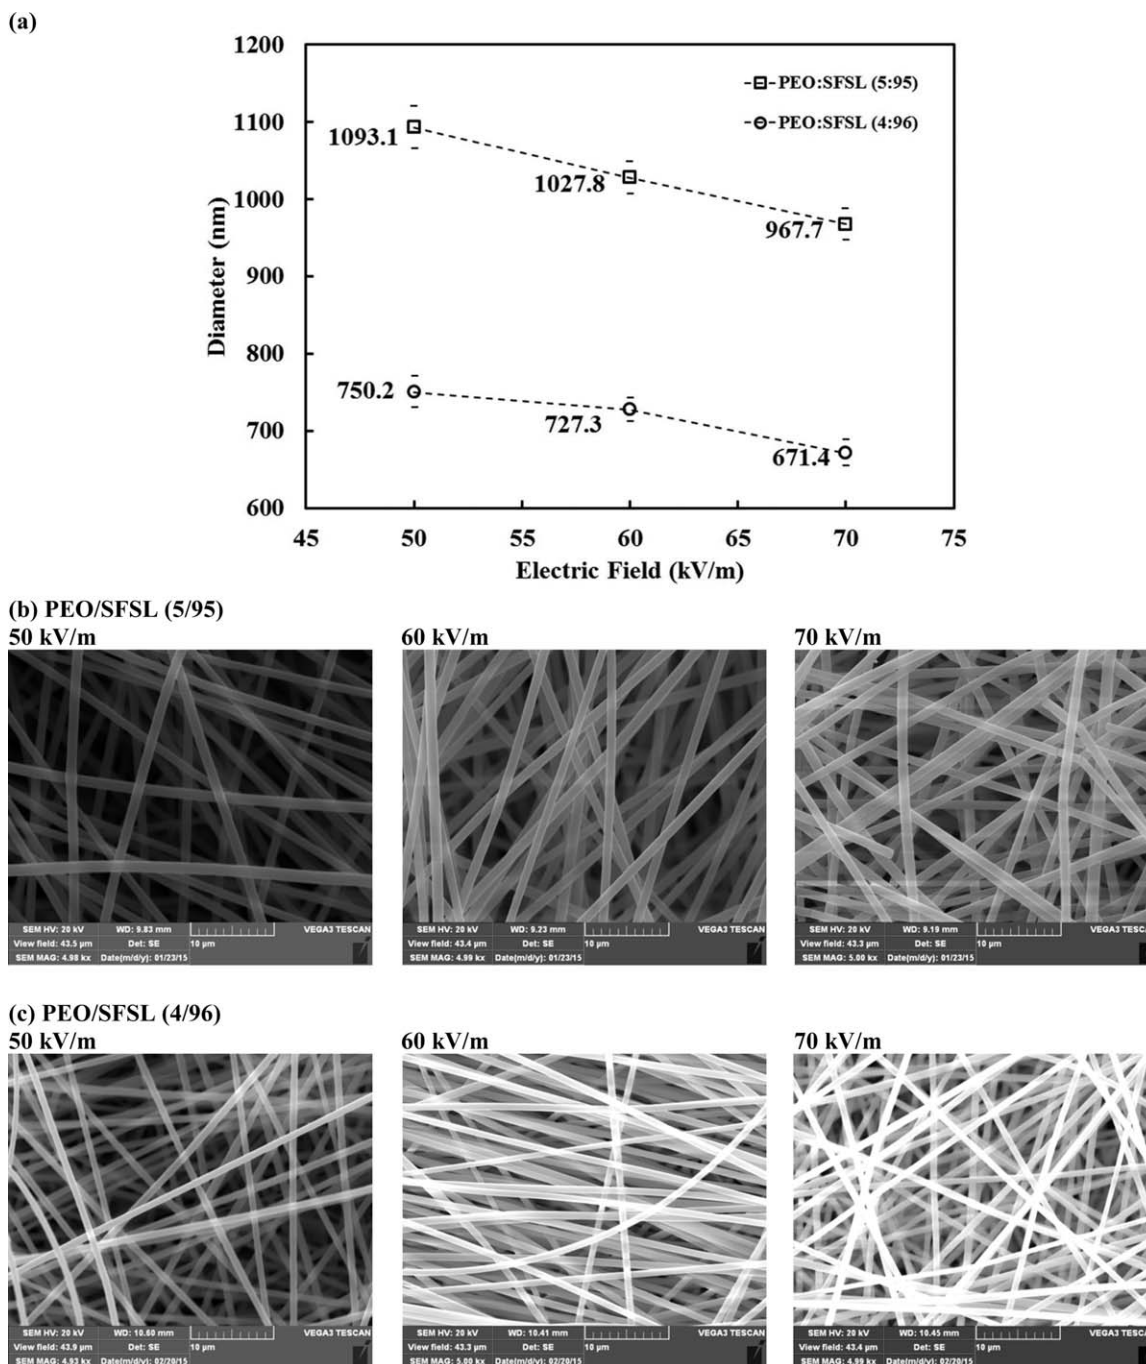 (a)
1200
1100
1000
900
800
700
600
Diameter (nm)
PEO:SFSL (5:95)
PEO:SFSL (4:96)
1093.1
1027.8
967.7
750.2
727.3
671.4
45 50 55 60 65 70 75
Electric Field (kV/m)
(b) PEO/SFSL (5/95)
50 kV/m 60 kV/m 70 kV/m
SEM HV: 20 kV WD: 9.83 mm VEGA3 TESCAN
View field: 43.5 µm Det: SE 10 µm
SEM MAG: 4.98 kx Date(m/d/y): 01/23/15
SEM HV: 20 kV WD: 9.23 mm VEGA3 TESCAN
View field: 43.4 µm Det: SE 10 µm
SEM MAG: 4.99 kx Date(m/d/y): 01/23/15
SEM HV: 20 kV WD: 9.19 mm VEGA3 TESCAN
View field: 43.3 µm Det: SE 10 µm
SEM MAG: 5.00 kx Date(m/d/y): 01/23/15
(c) PEO/SFSL (4/96)
50 kV/m 60 kV/m 70 kV/m
SEM HV: 20 kV WD: 10.60 mm VEGA3 TESCAN
View field: 43.9 µm Det: SE 10 µm
SEM MAG: 4.93 kx Date(m/d/y): 02/20/15
SEM HV: 20 kV WD: 10.41 mm VEGA3 TESCAN
View field: 43.3 µm Det: SE 10 µm
SEM MAG: 5.00 kx Date(m/d/y): 02/20/15
SEM HV: 20 kV WD: 10.45 mm VEGA3 TESCAN
View field: 43.4 µm Det: SE 10 µm
SEM MAG: 4.99 kx Date(m/d/y): 02/20/15